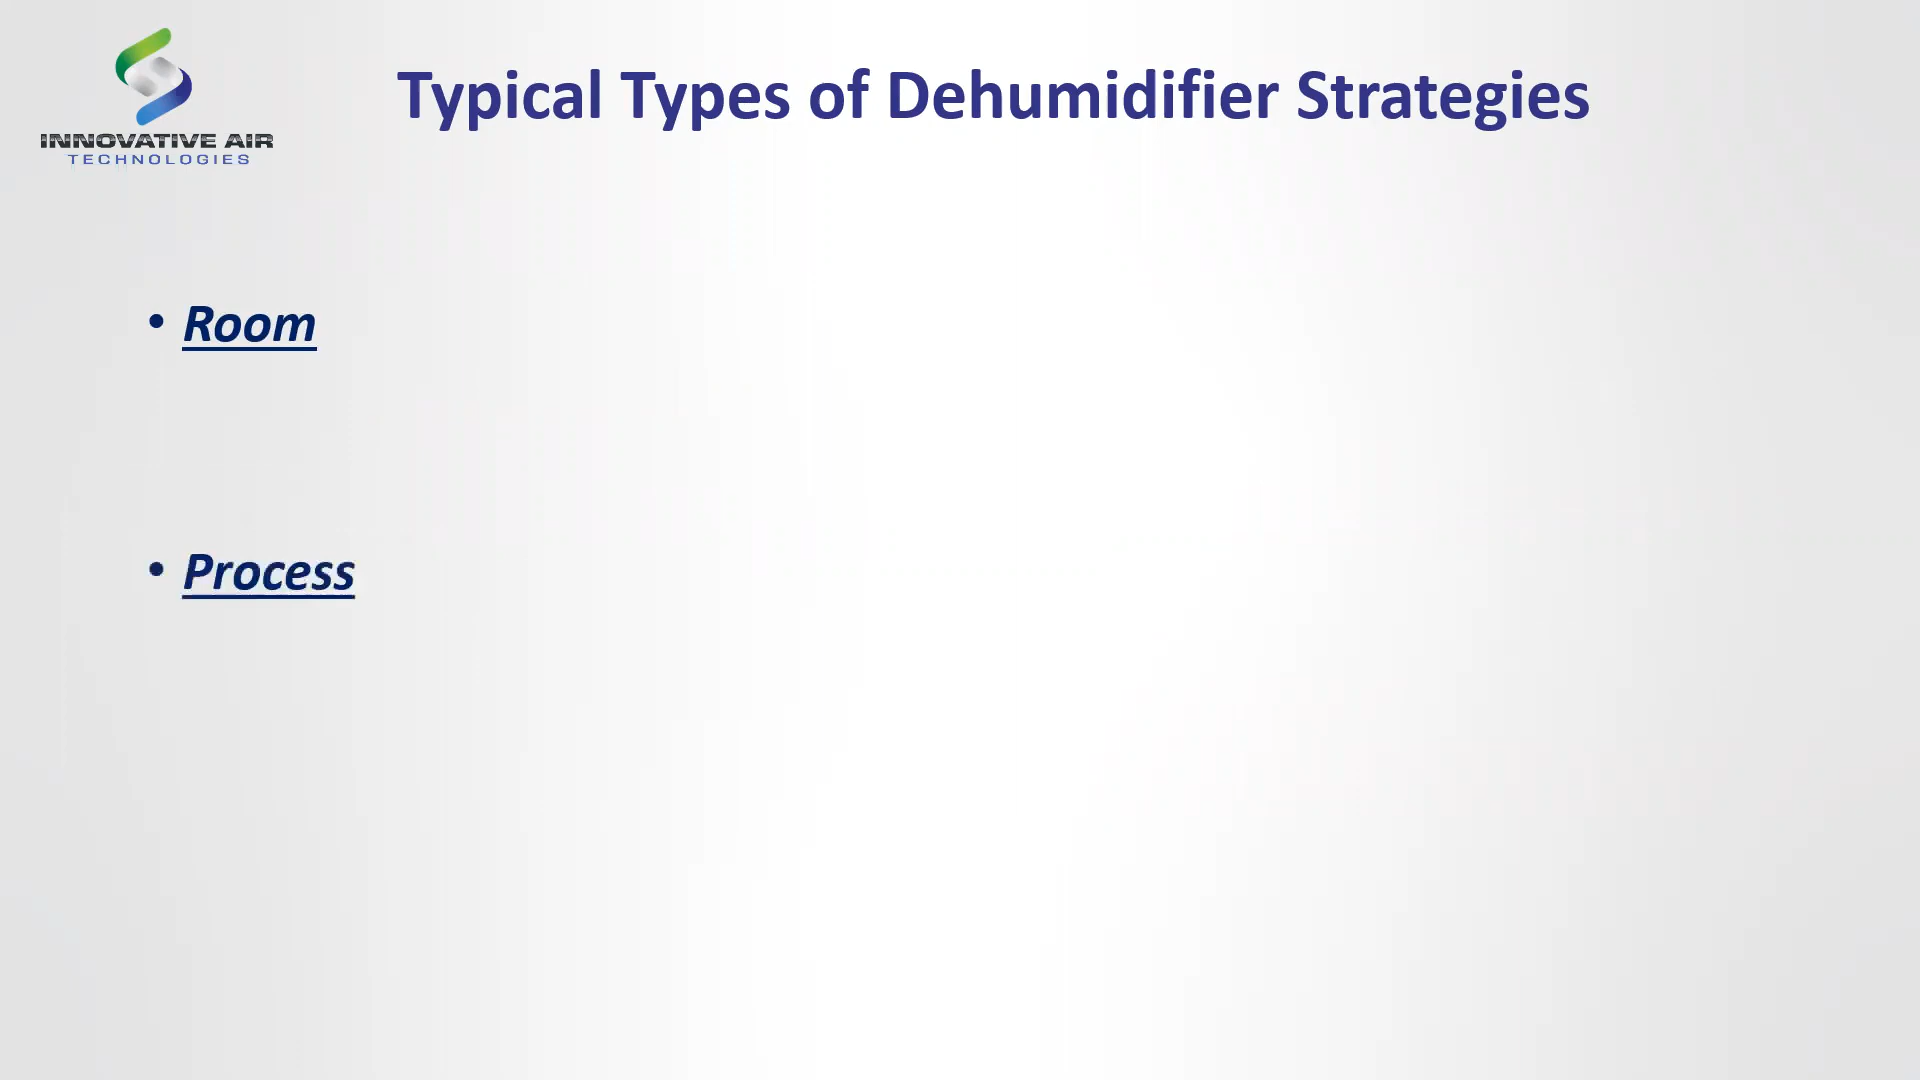 INNOVATIVE AIR
TECHNOLOGIES
Typical Types of Dehumidifier Strategies
• Room
• Process